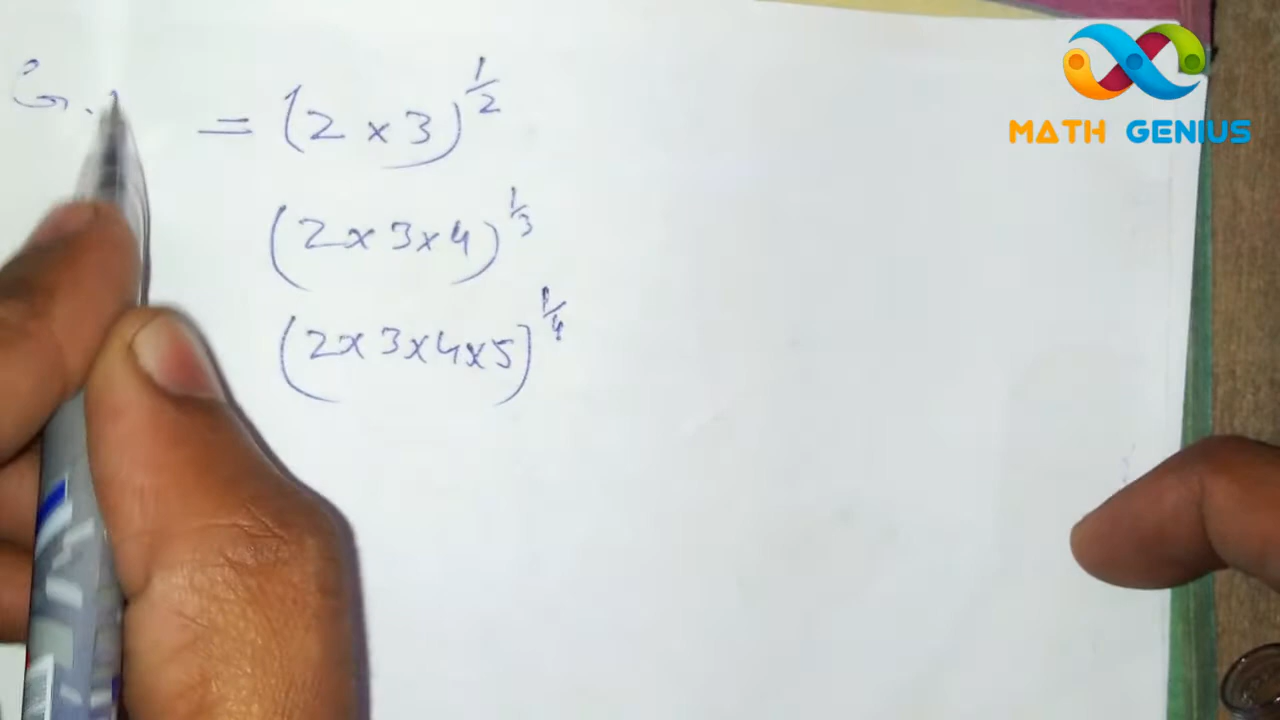 G. = (2 × 3)^1/2
(2 × 3 × 4)^1/3
(2 × 3 × 4 × 5)^1/4
MATH GENIUS